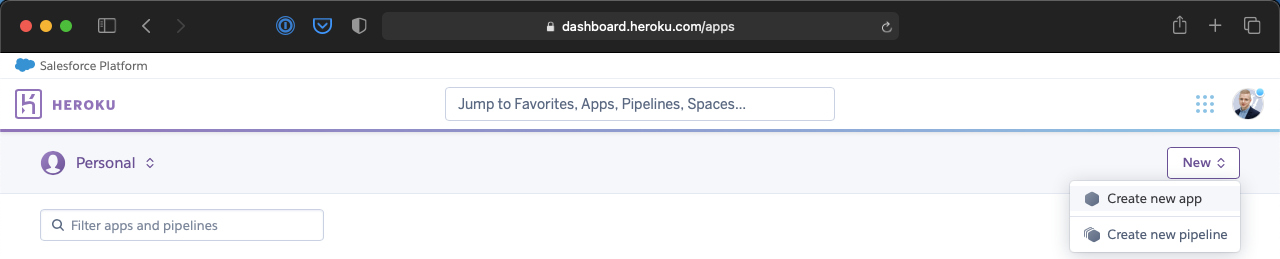 dashboard.heroku.com/apps
Salesforce Platform
HEROKU
Jump to Favorites, Apps, Pipelines, Spaces...
Personal
New
Create new app
Filter apps and pipelines
Create new pipeline